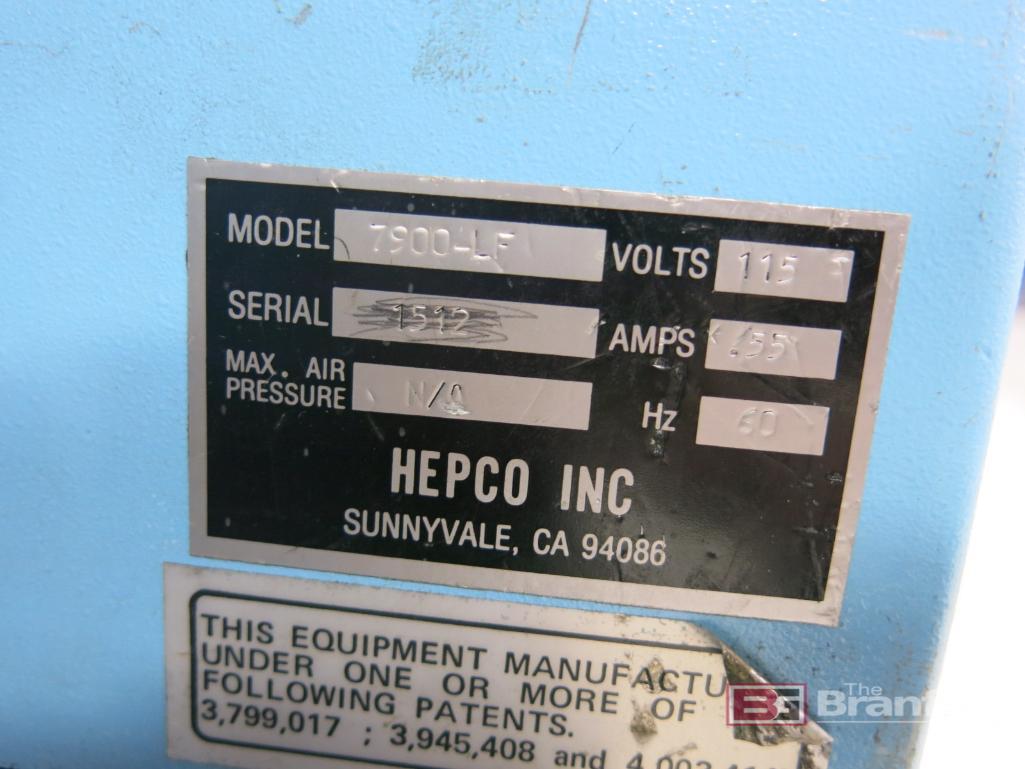 MODEL 7900-LF VOLTS 115
SERIAL 1512 AMPS .55
MAX. AIR PRESSURE N/A Hz 60
HEPCO INC
SUNNYVALE, CA 94086
THIS EQUIPMENT MANUFACTU
UNDER ONE OR MORE OF
FOLLOWING PATENTS.
3,799,017 ; 3,945,408 and
The